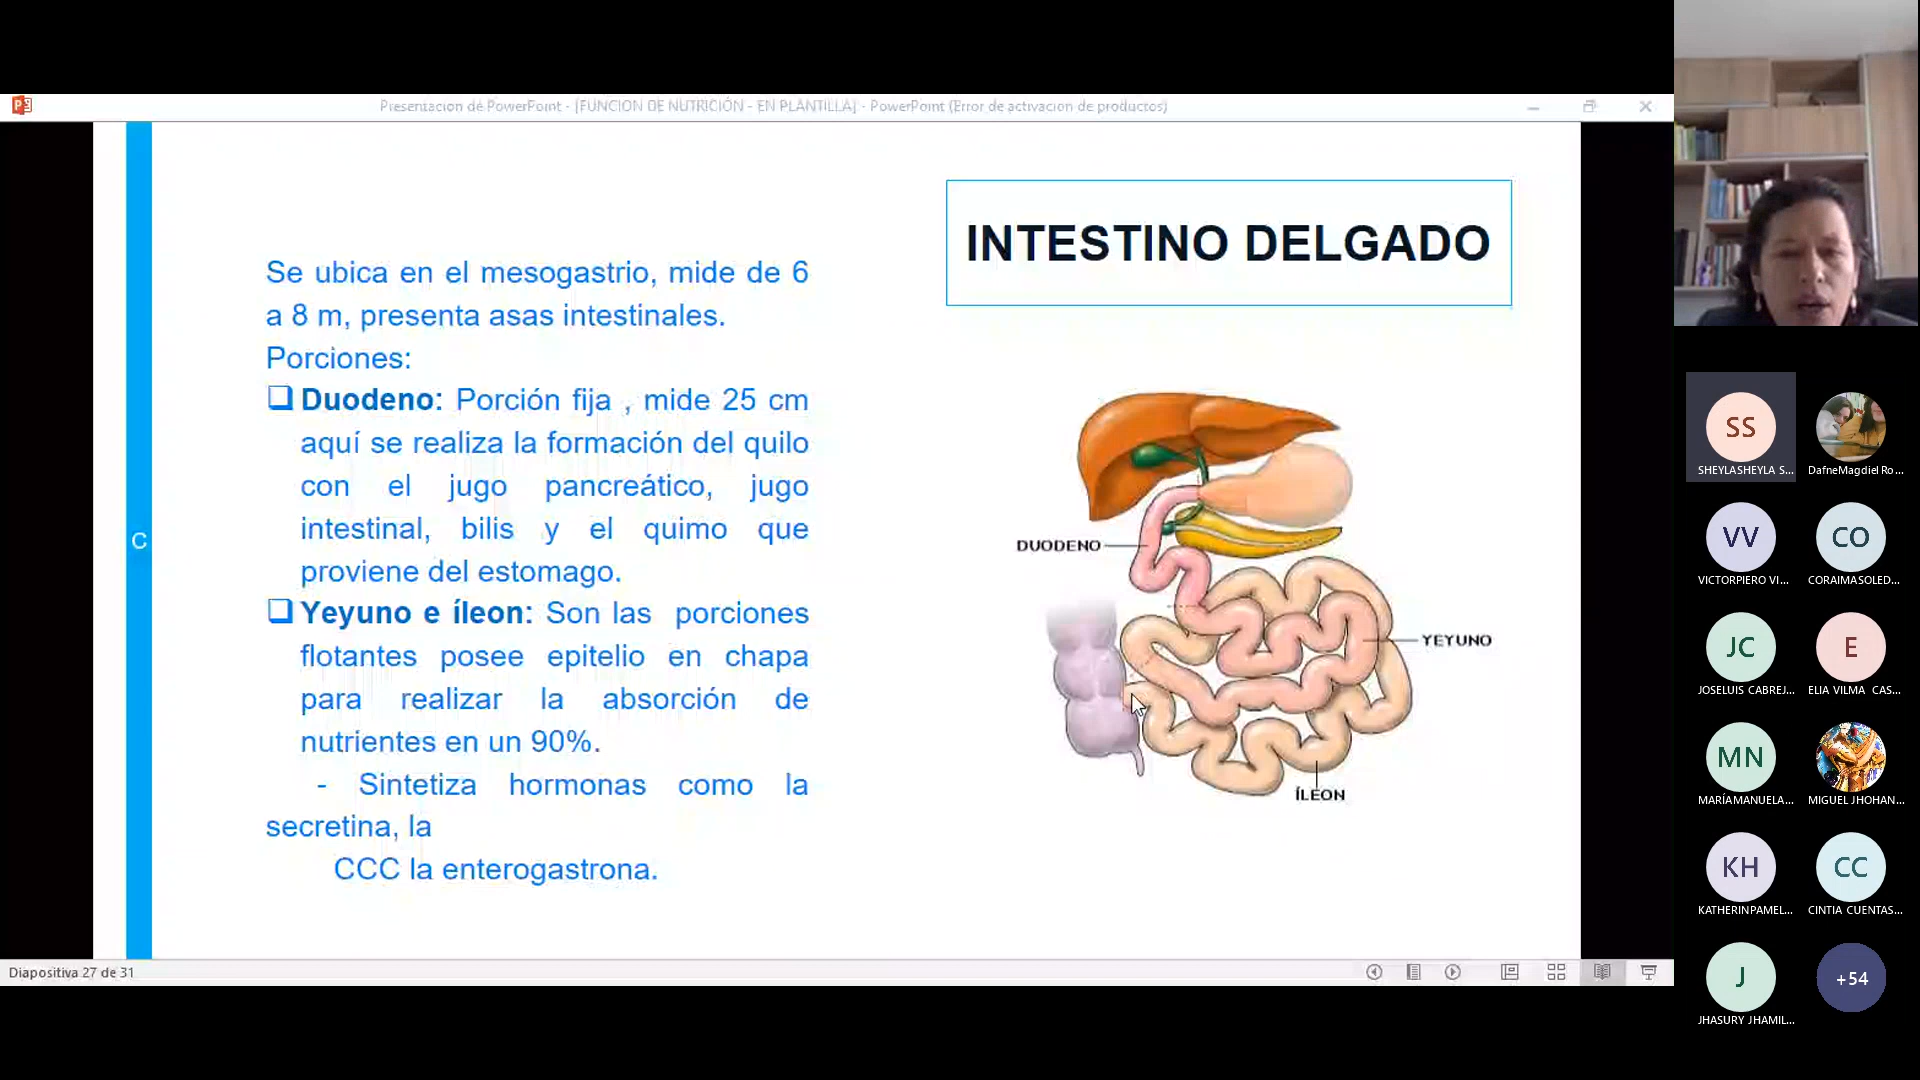 Presentación de PowerPoint - [FUNCION DE NUTRICIÓN - EN PLANTILLA] - PowerPoint (Error de activación de productos)
INTESTINO DELGADO
Se ubica en el mesogastrio, mide de 6
a 8 m, presenta asas intestinales.
Porciones:
Duodeno: Porción fija , mide 25 cm
aquí se realiza la formación del quilo
con el jugo pancreático, jugo
intestinal, bilis y el quimo que
proviene del estomago.
Yeyuno e íleon: Son las porciones
flotantes posee epitelio en chapa
para realizar la absorción de
nutrientes en un 90%.
- Sintetiza hormonas como la
secretina, la
CCC la enterogastrona.
C
DUODENO
YEYUNO
ÍLEON
Diapositiva 27 de 31
SS
SHEYLASHEYLA S...
DafneMagdiel Ro...
VV
VICTORPIERO VI...
CO
CORAIMASOLED...
JC
JOSELUIS CABREJ...
E
ELIA VILMA CAS...
MN
MARÍAMANUELA...
MIGUEL JHOHAN...
KH
KATHERINPAMEL...
CC
CINTIA CUENTAS...
J
JHASURY JHAMIL...
+54